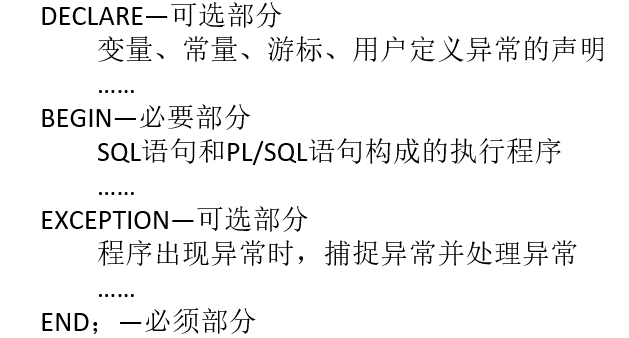 DECLARE—可选部分
变量、常量、游标、用户定义异常的声明
……
BEGIN—必要部分
SQL语句和PL/SQL语句构成的执行程序
……
EXCEPTION—可选部分
程序出现异常时，捕捉异常并处理异常
……
END；—必须部分